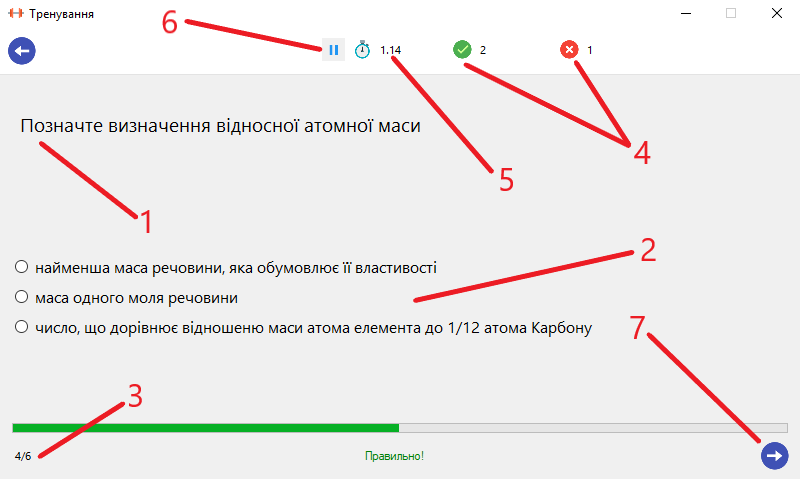 Тренування
6
1.14
2
1
4
Позначте визначення відносної атомної маси
5
1
2
найменша маса речовини, яка обумовлює її властивості
маса одного моля речовини
число, що дорівнює відношеню маси атома елемента до 1/12 атома Карбону
7
3
4/6
Правильно!